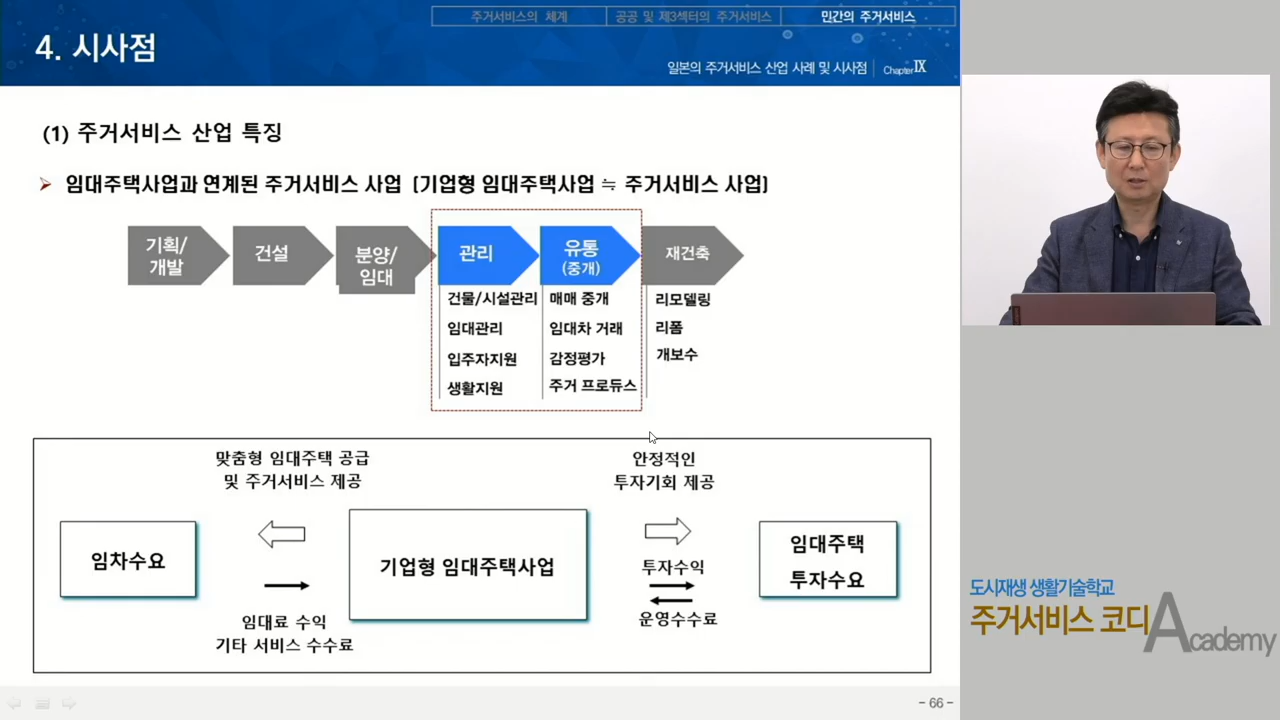 주거서비스의 체계
공공 및 제3섹터의 주거서비스
민간의 주거서비스
4. 시사점
일본의 주거서비스 산업 사례 및 시사점
Chapter Ⅸ
(1) 주거서비스 산업 특징
임대주택사업과 연계된 주거서비스 사업 [기업형 임대주택사업 ≒ 주거서비스 사업]
기획/
개발
건설
분양/
임대
관리
유통
(중개)
재건축
건물/시설관리
임대관리
입주자지원
생활지원
매매 중개
임대차 거래
감정평가
주거 프로듀스
리모델링
리폼
개보수
맞춤형 임대주택 공급
및 주거서비스 제공
안정적인
투자기회 제공
임차수요
기업형 임대주택사업
임대주택
투자수요
투자수익
운영수수료
임대료 수익
기타 서비스 수수료
도시재생 생활기술학교
주거서비스 코디 Academy
- 66 -